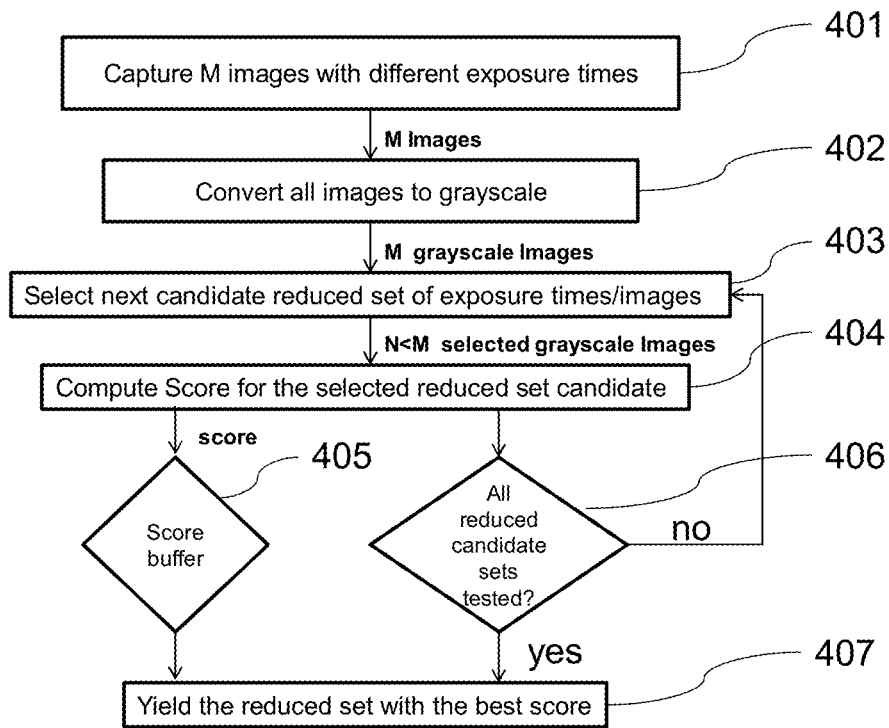 401
Capture M images with different exposure times
M Images
402
Convert all images to grayscale
M grayscale Images
403
Select next candidate reduced set of exposure times/images
N<M selected grayscale Images
404
Compute Score for the selected reduced set candidate
score
405
406
Score
buffer
All
reduced
candidate
sets
tested?
no
yes
407
Yield the reduced set with the best score